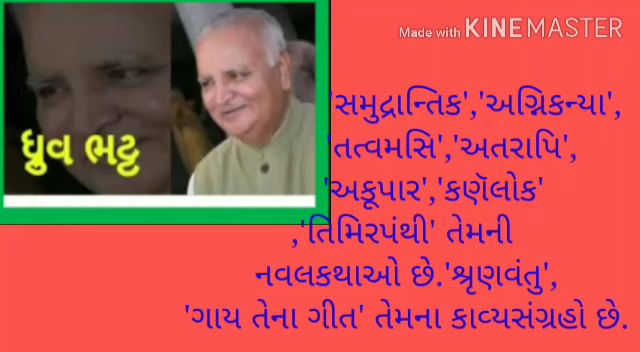 Made with KINEMASTER
ધ્રુવ ભટ્ટ
'સમુદ્રાન્તિક','અગ્નિકન્યા',
'તત્વમસિ','અતરાપિ',
'અકૂપાર','કર્ણૅલોક'
,'તિમિરપંથી' તેમની
નવલકથાઓ છે.'શ્રૃણવંતુ',
'ગાય તેના ગીત' તેમના કાવ્યસંગ્રહો છે.